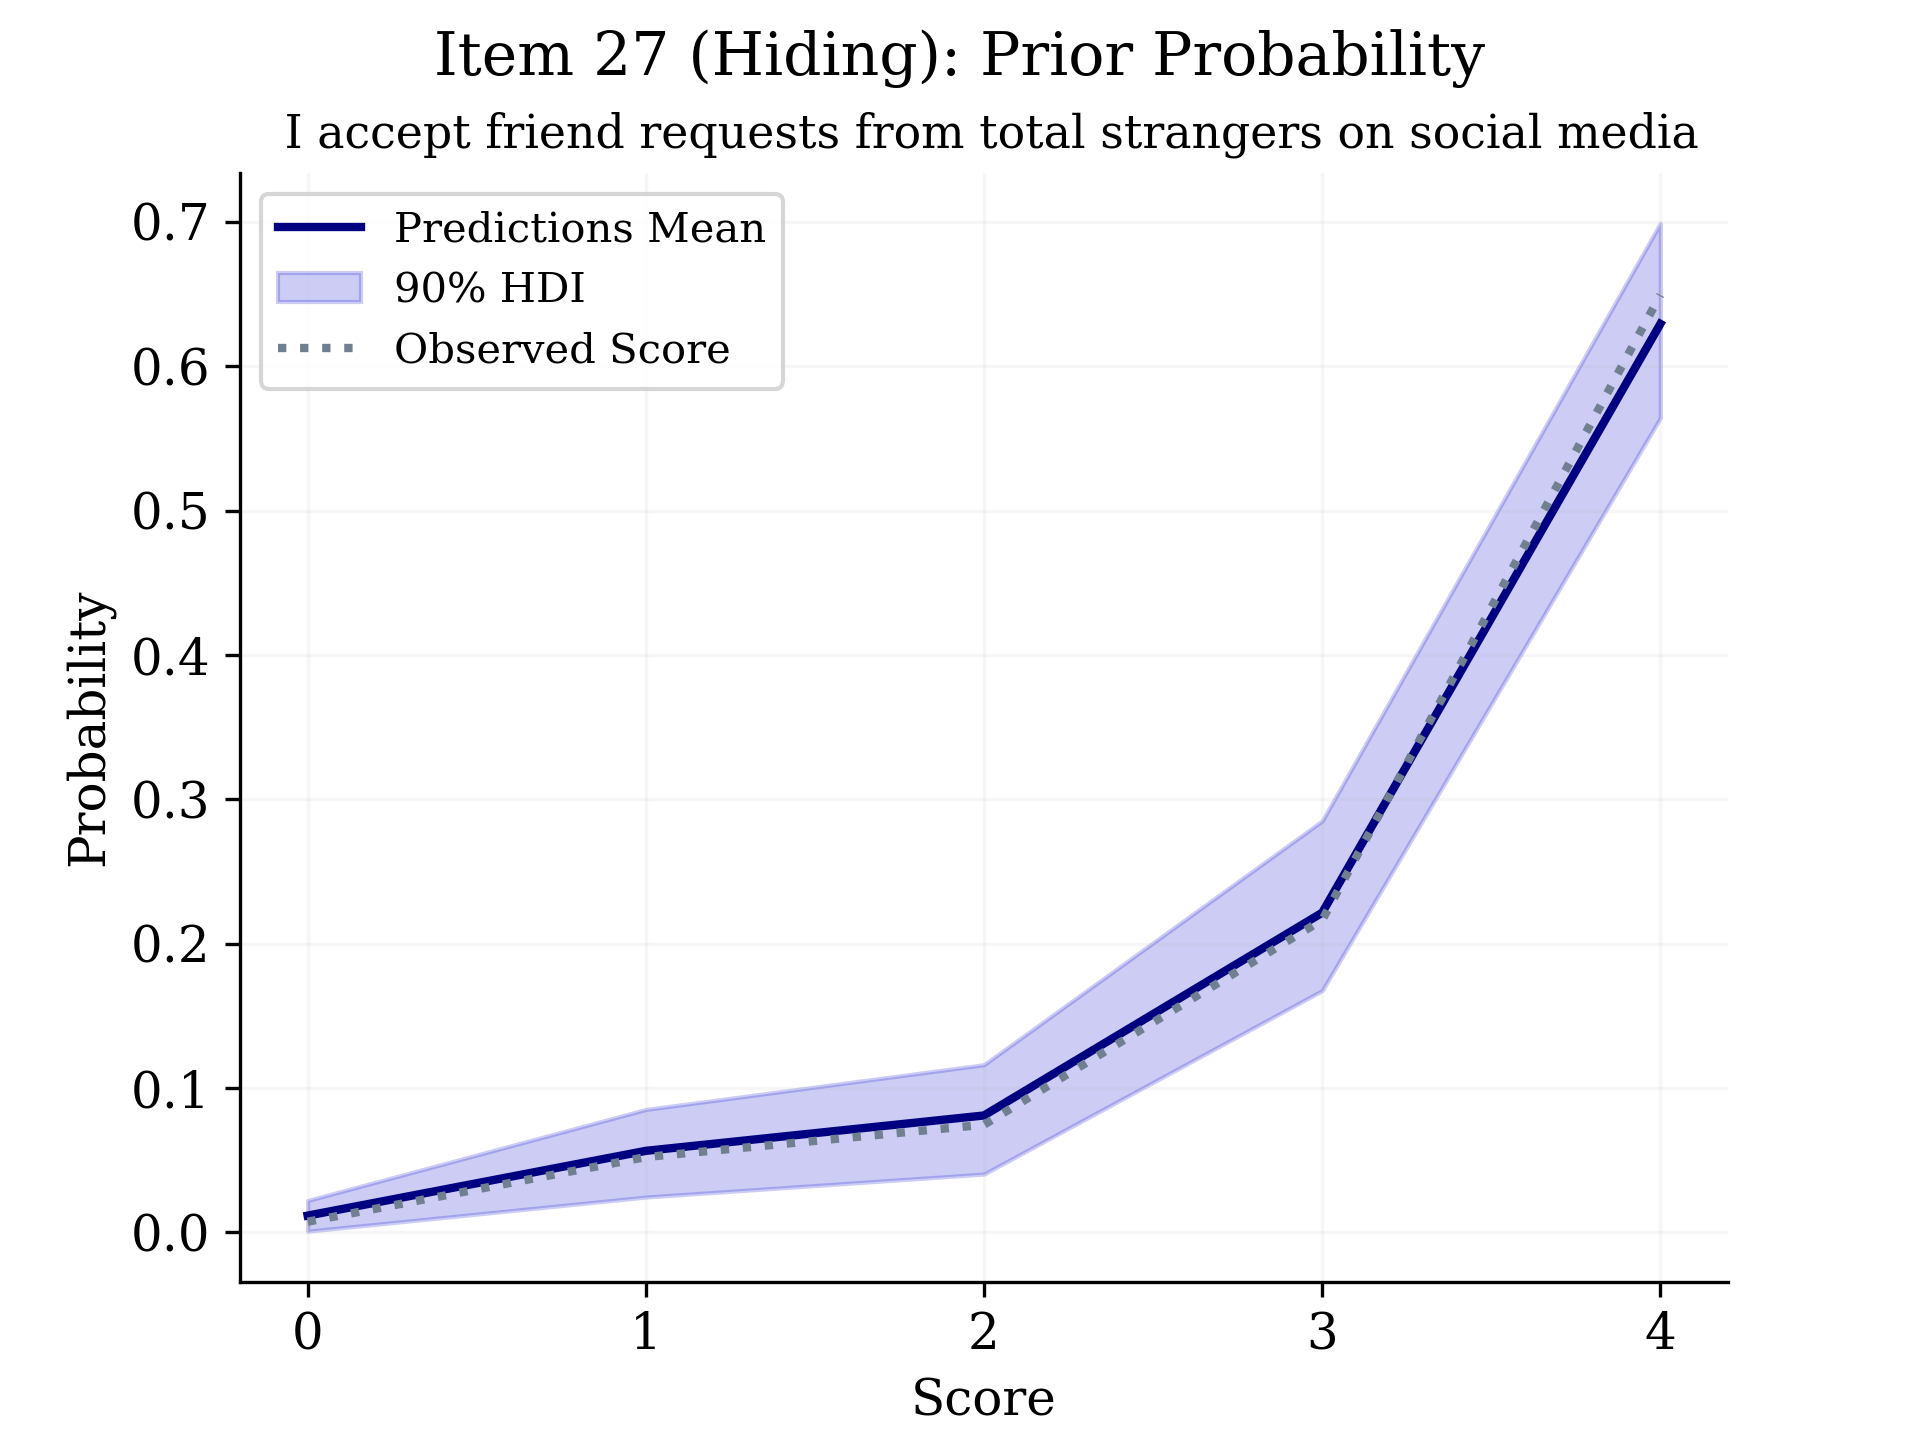 Item 27 (Hiding): Prior Probability
I accept friend requests from total strangers on social media
Predictions Mean
90% HDI
Observed Score
0.7
0.6
0.5
0.4
0.3
0.2
0.1
0.0
Probability
0 1 2 3 4
Score